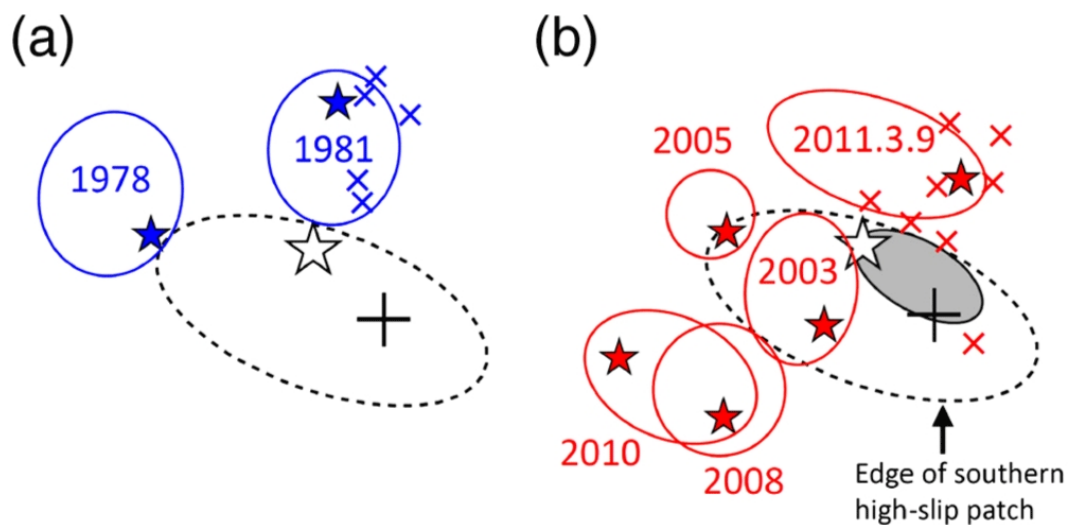 (a)
(b)
1978
1981
2005
2011.3.9
2003
2010
2008
Edge of southern
high-slip patch